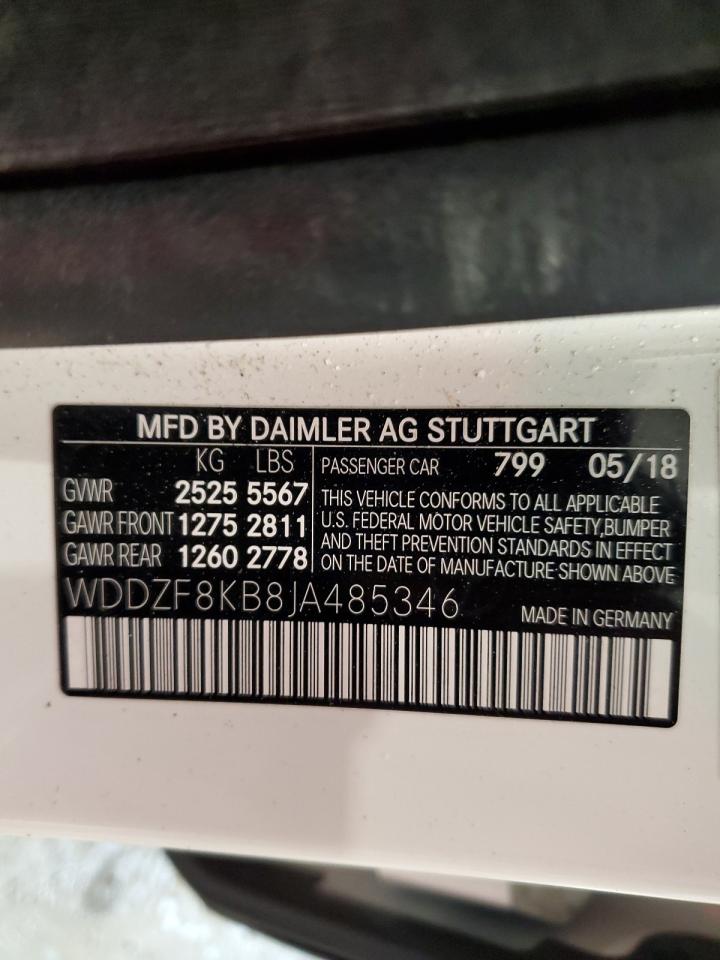 MFD BY DAIMLER AG STUTTGART
KG LBS
GVWR 2525 5567
GAWR FRONT 1275 2811
GAWR REAR 1260 2778
PASSENGER CAR 799 05/18
THIS VEHICLE CONFORMS TO ALL APPLICABLE
U.S. FEDERAL MOTOR VEHICLE SAFETY,BUMPER
AND THEFT PREVENTION STANDARDS IN EFFECT
ON THE DATE OF MANUFACTURE SHOWN ABOVE
WDDZF8KB8JA485346
MADE IN GERMANY